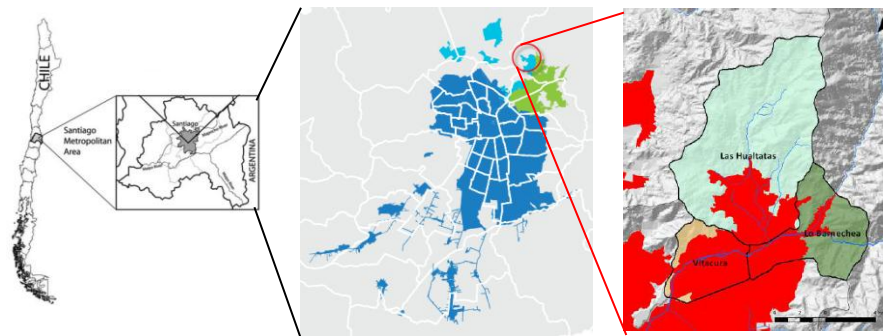 CHILE
Santiago
Metropolitan
Area
Santiago
ARGENTINA
Las Hualtatas
Lo Barnechea
Vitacura